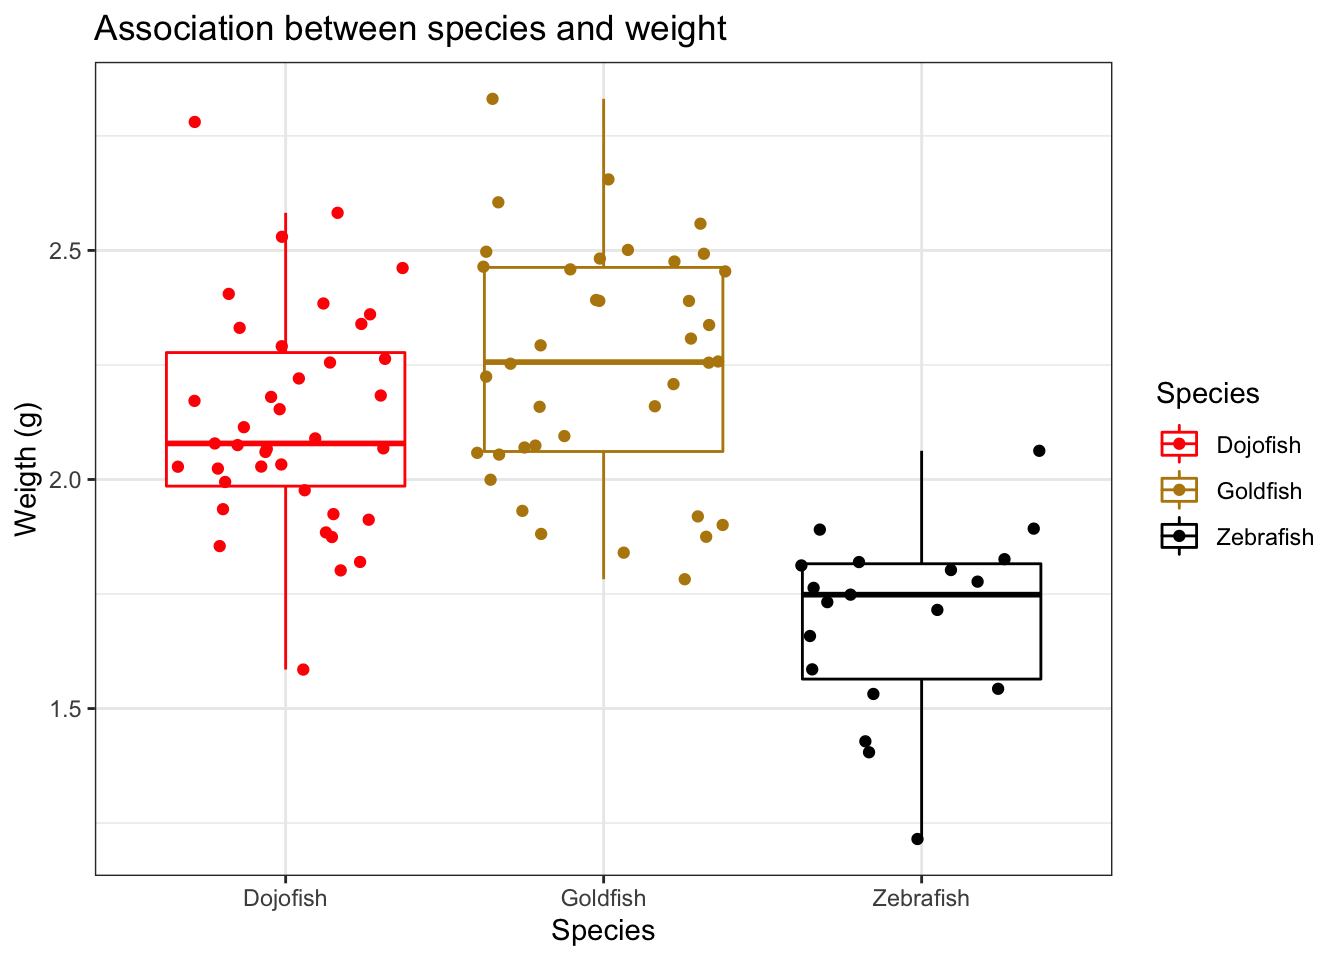 Association between species and weight
Weigth (g)
2.5
2.0
1.5
Dojofish
Goldfish
Zebrafish
Species
Species
Dojofish
Goldfish
Zebrafish